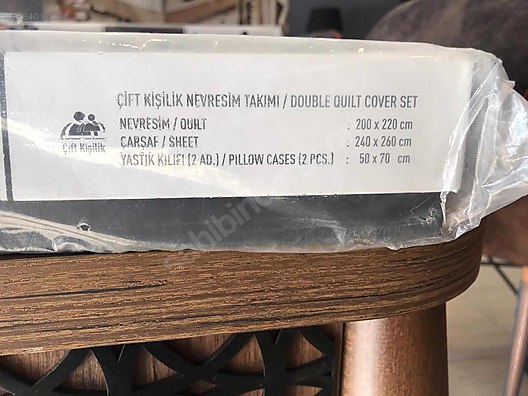 ÇİFT KİŞİLİK NEVRESİM TAKIMI / DOUBLE QUILT COVER SET
NEVRESİM / QUILT : 200 x 220 cm
ÇARŞAF / SHEET : 240 x 260 cm
YASTIK KILIFI (2 AD.) / PILLOW CASES (2 PCS.) : 50 x 70 cm
Çift Kişilik